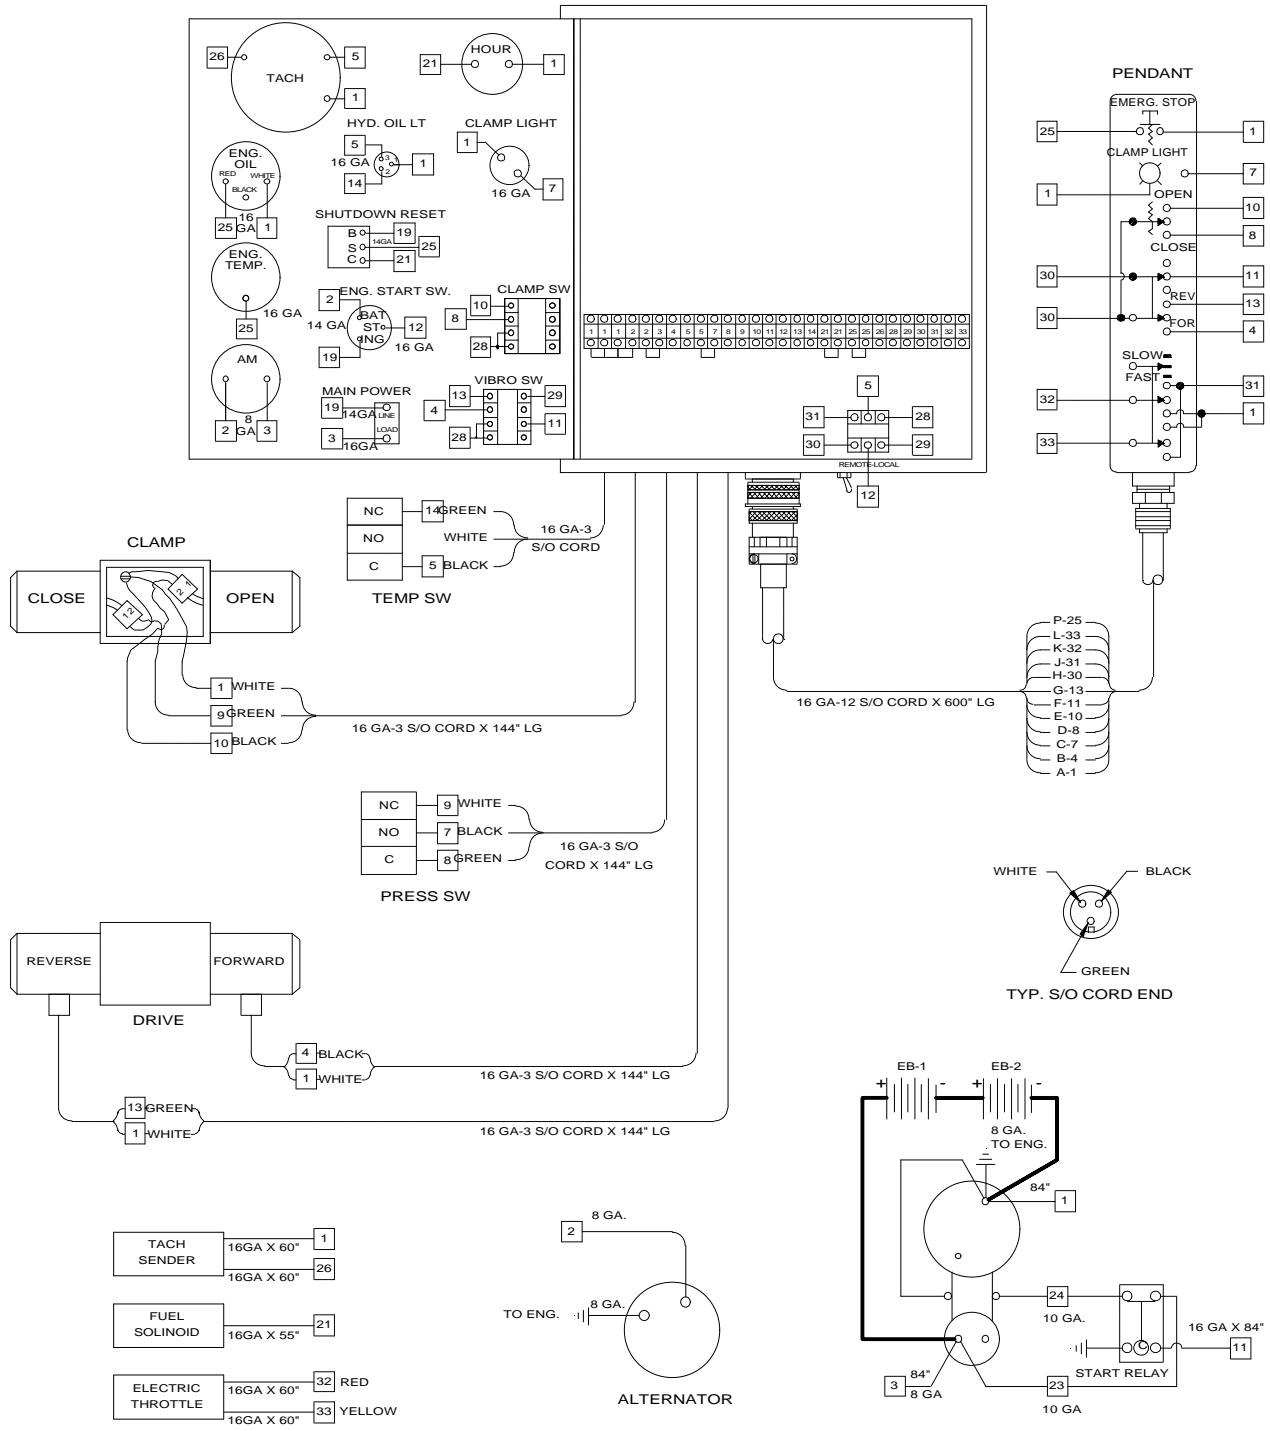 26
TACH
5
1
21
HOUR
1
HYD. OIL LT
5
16 GA
3
1
2
1
14
CLAMP LIGHT
1
16 GA
7
ENG.
OIL
RED
WHITE
BLACK
25
16
GA
1
SHUTDOWN RESET
B
19
14GA
S
25
C
21
ENG.
TEMP.
16 GA
25
ENG. START SW.
2
BAT
14 GA
ST
12
16 GA
ING
19
CLAMP SW
10
8
28
AM
2
8
GA
3
MAIN POWER
19
14GA
LINE
LOAD
3
16GA
VIBRO SW
13
29
4
11
28
1 1 1 2 2 3 4 5 5 7 8 9 10 11 12 13 14 21 21 25 25 26 28 29 30 31 32 33
5
31
28
30
29
REMOTE-LOCAL
12
PENDANT
EMERG. STOP
25
1
CLAMP LIGHT
7
1
OPEN
10
8
CLOSE
30
11
REV
13
30
FOR
4
SLOW
FAST
31
32
1
33
NC
14
GREEN
NO
WHITE
C
5
BLACK
TEMP SW
16 GA-3
S/O CORD
CLAMP
CLOSE
1 2
2 1
OPEN
1
WHITE
9
GREEN
10
BLACK
16 GA-3 S/O CORD X 144" LG
16 GA-12 S/O CORD X 600" LG
P-25
L-33
K-32
J-31
H-30
G-13
F-11
E-10
D-8
C-7
B-4
A-1
NC
9
WHITE
NO
7
BLACK
C
8
GREEN
PRESS SW
16 GA-3 S/O
CORD X 144" LG
WHITE
BLACK
GREEN
TYP. S/O CORD END
REVERSE
FORWARD
DRIVE
4
BLACK
1
WHITE
16 GA-3 S/O CORD X 144" LG
13
GREEN
1
WHITE
16 GA-3 S/O CORD X 144" LG
EB-1
EB-2
+
-
+
-
8 GA.
TO ENG.
84"
1
24
10 GA.
16 GA X 84"
11
START RELAY
3
84"
8 GA
23
10 GA
TACH
SENDER
16GA X 60"
1
16GA X 60"
26
FUEL
SOLINOID
16GA X 55"
21
ELECTRIC
THROTTLE
16GA X 60"
32
RED
16GA X 60"
33
YELLOW
2
8 GA.
TO ENG.
8 GA.
ALTERNATOR